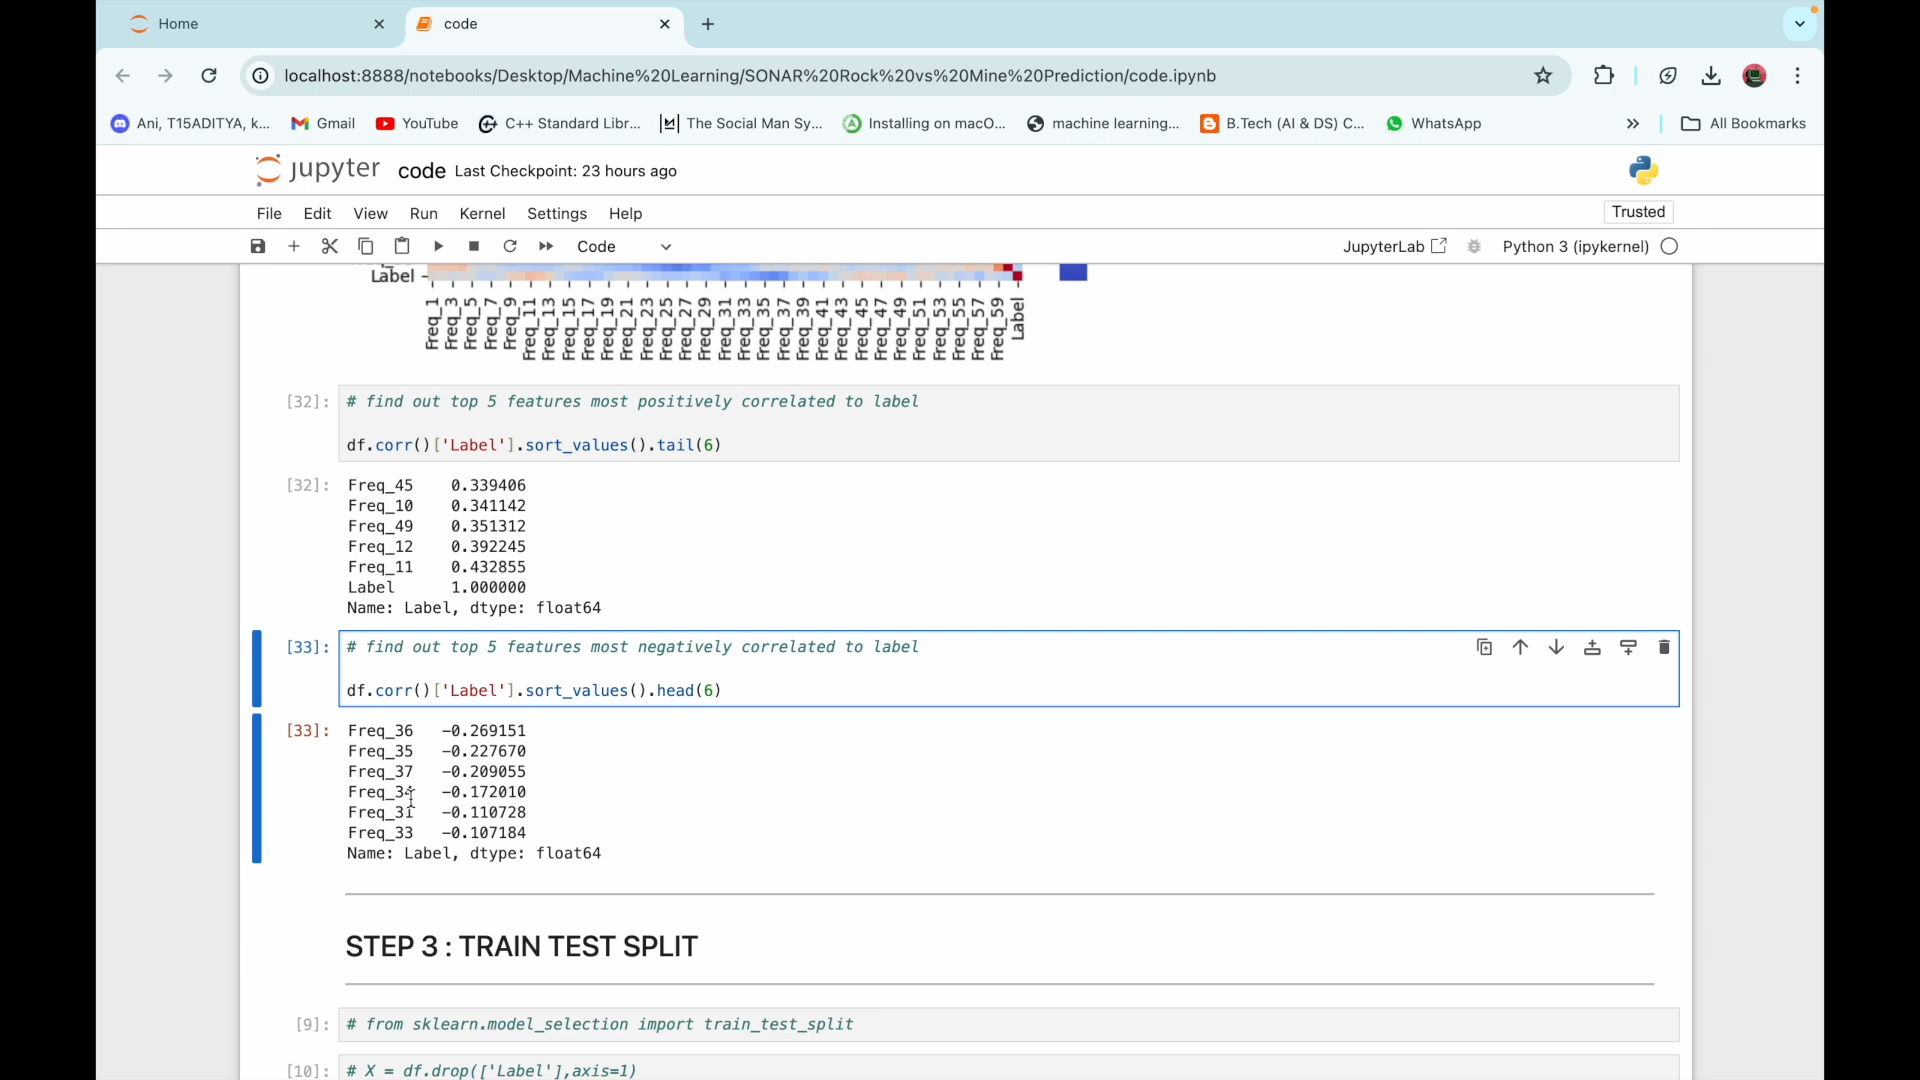 Home
code
localhost:8888/notebooks/Desktop/Machine%20Learning/SONAR%20Rock%20vs%20Mine%20Prediction/code.ipynb
Ani, T15ADITYA, k...
Gmail
YouTube
C++ Standard Libr...
The Social Man Sy...
Installing on macO...
machine learning...
B.Tech (AI & DS) C...
WhatsApp
All Bookmarks
jupyter code Last Checkpoint: 23 hours ago
File Edit View Run Kernel Settings Help
Trusted
Code
JupyterLab
Python 3 (ipykernel)
Label
Freq_1
Freq_3
Freq_5
Freq_7
Freq_9
Freq_11
Freq_13
Freq_15
Freq_17
Freq_19
Freq_21
Freq_23
Freq_25
Freq_27
Freq_29
Freq_31
Freq_33
Freq_35
Freq_37
Freq_39
Freq_41
Freq_43
Freq_45
Freq_47
Freq_49
Freq_51
Freq_53
Freq_55
Freq_57
Freq_59
Label
[32]: # find out top 5 features most positively correlated to label
df.corr()['Label'].sort_values().tail(6)
[32]: Freq_45 0.339406
Freq_10 0.341142
Freq_49 0.351312
Freq_12 0.392245
Freq_11 0.432855
Label 1.000000
Name: Label, dtype: float64
[33]: # find out top 5 features most negatively correlated to label
df.corr()['Label'].sort_values().head(6)
[33]: Freq_36 -0.269151
Freq_35 -0.227670
Freq_37 -0.209055
Freq_34 -0.172010
Freq_31 -0.110728
Freq_33 -0.107184
Name: Label, dtype: float64
STEP 3 : TRAIN TEST SPLIT
[9]: # from sklearn.model_selection import train_test_split
[10]: # X = df.drop(['Label'],axis=1)